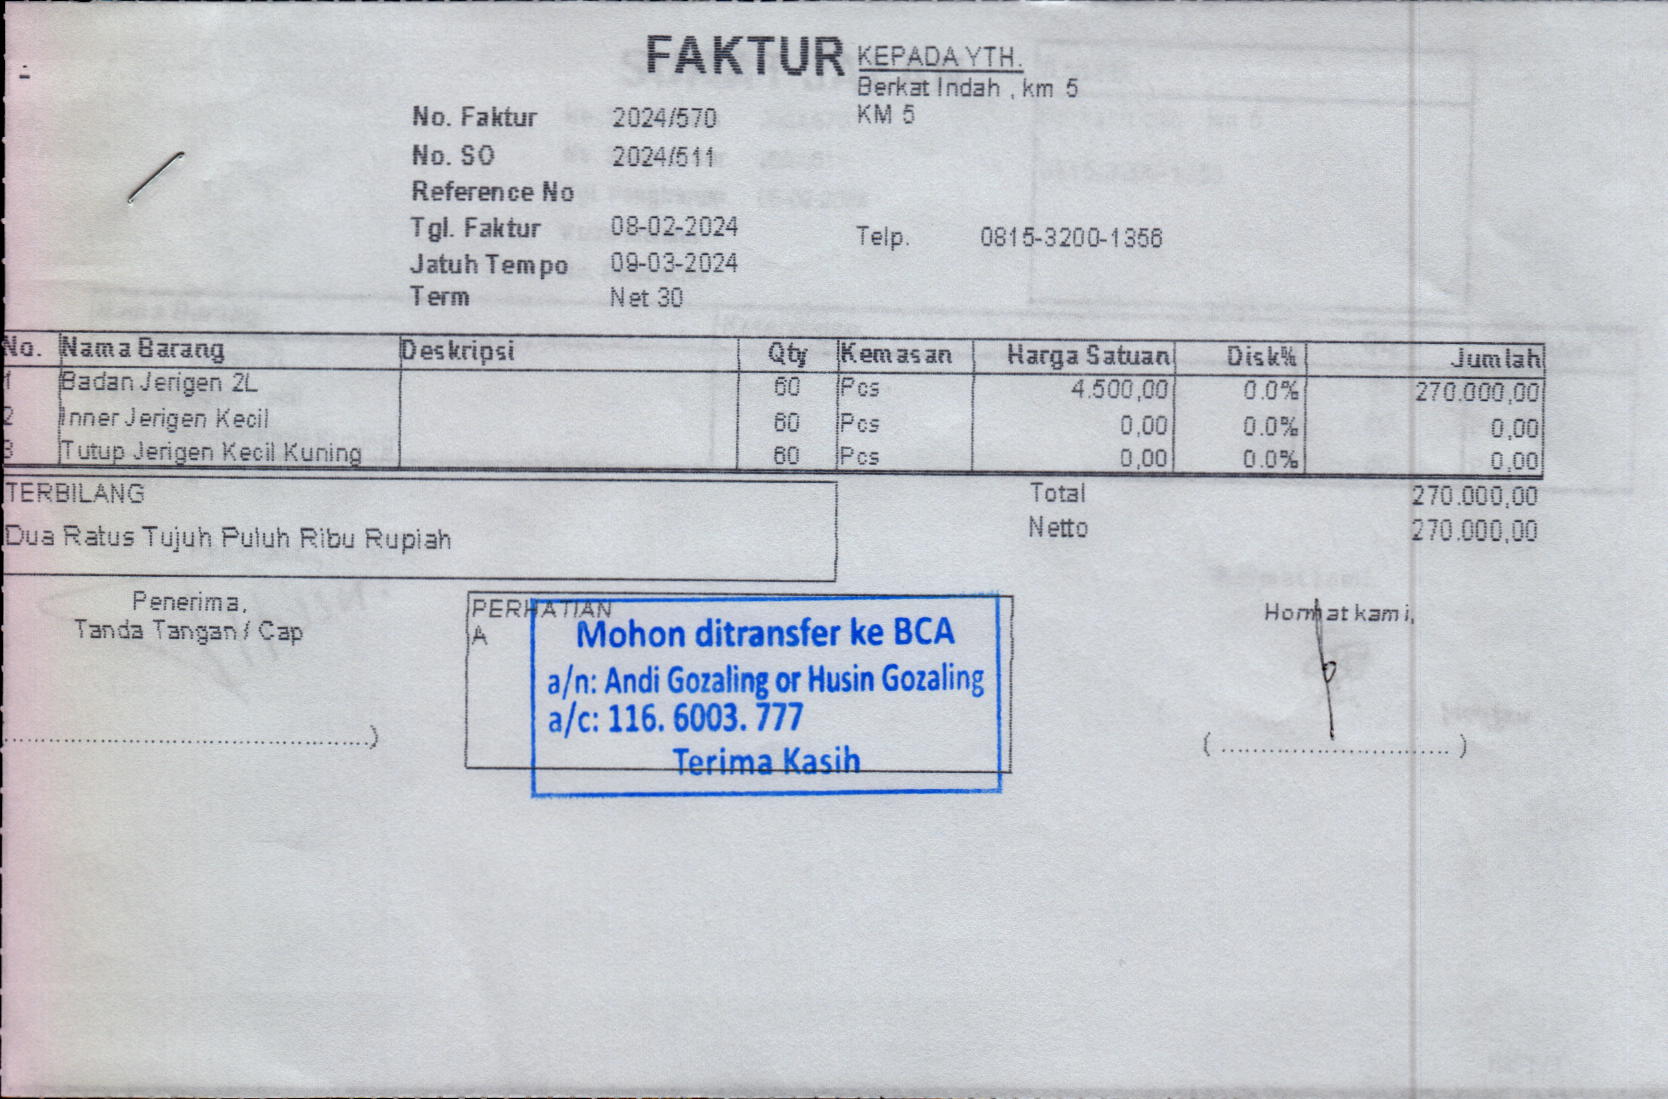 FAKTUR
KEPADA YTH.
Berkat Indah , km 5
KM 5
No. Faktur 2024/570
No. SO 2024/511
Reference No
Tgl. Faktur 08-02-2024
Telp. 0815-3200-1356
Jatuh Tempo 09-03-2024
Term Net 30
No. Nama Barang Deskripsi Qty Kemasan Harga Satuan Disk% Jumlah
1 Badan Jerigen 2L 60 Pcs 4.500,00 0.0% 270.000,00
2 Inner Jerigen Kecil 60 Pcs 0,00 0.0% 0,00
3 Tutup Jerigen Kecil Kuning 60 Pcs 0,00 0.0% 0,00
TERBILANG
Dua Ratus Tujuh Puluh Ribu Rupiah
Total 270.000,00
Netto 270.000,00
Penerima,
Tanda Tangan / Cap
PERHATIAN
A
Mohon ditransfer ke BCA
a/n: Andi Gozaling or Husin Gozaling
a/c: 116. 6003. 777
Terima Kasih
Hormat kami,
..........................................)
( ........................... )